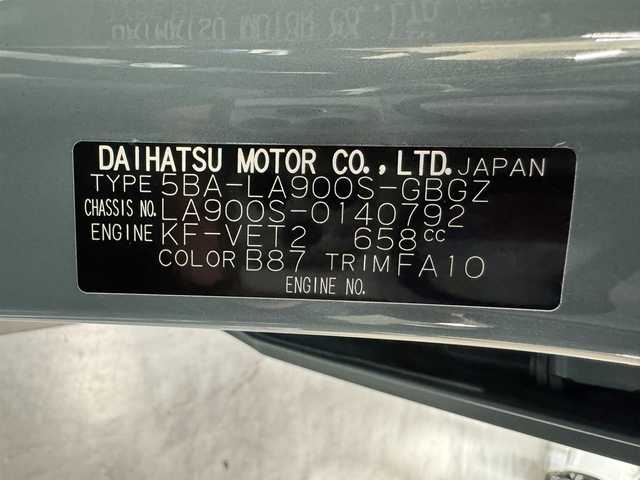 DAIHATSU MOTOR CO., LTD. JAPAN
TYPE 5BA-LA900S-GBGZ
CHASSIS NO. LA900S-0140792
ENGINE KF-VET2 658cc
COLOR B87 TRIM FA10
ENGINE NO.